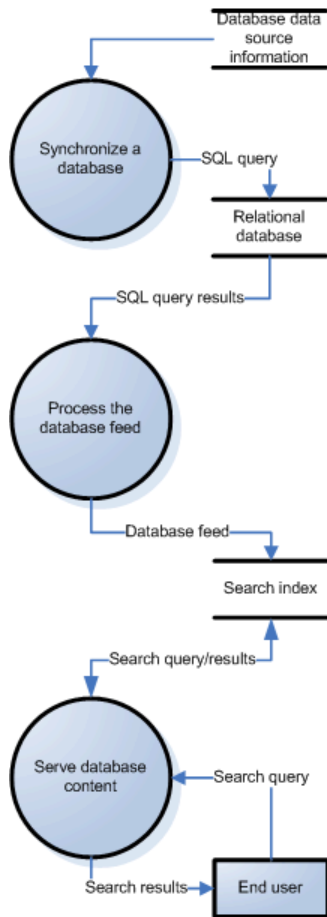 Database data
source
information
Synchronize a
database
SQL query
Relational
database
SQL query results
Process the
database feed
Database feed
Search index
Search query/results
Serve database
content
Search query
Search results
End user